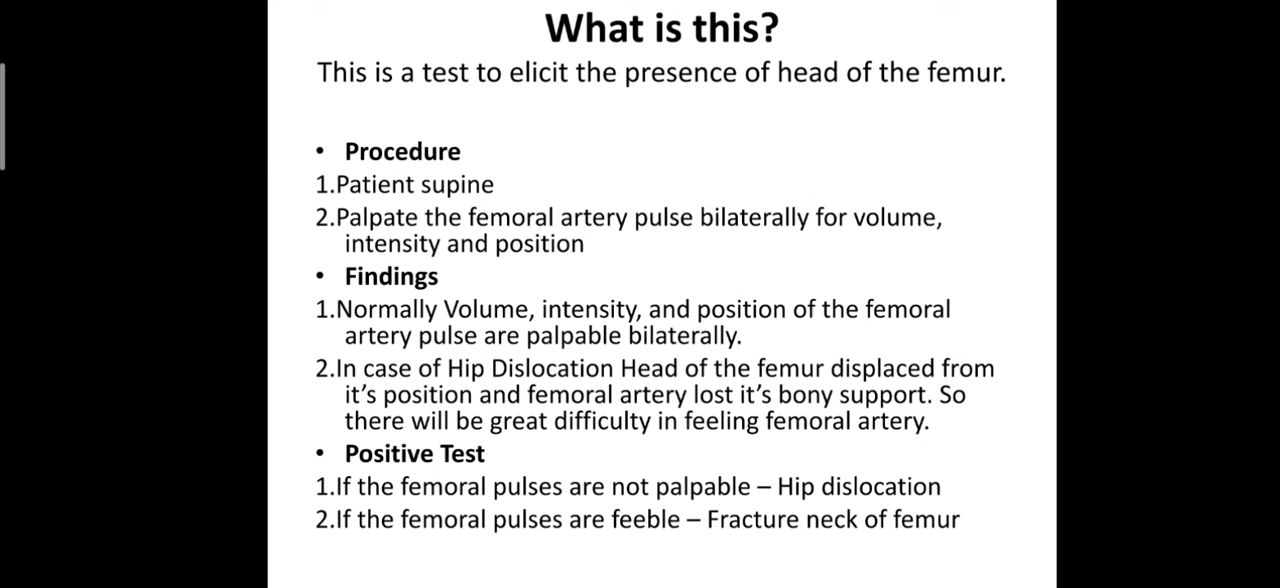 What is this?
This is a test to elicit the presence of head of the femur.
• Procedure
1.Patient supine
2.Palpate the femoral artery pulse bilaterally for volume,
intensity and position
• Findings
1.Normally Volume, intensity, and position of the femoral
artery pulse are palpable bilaterally.
2.In case of Hip Dislocation Head of the femur displaced from
it's position and femoral artery lost it's bony support. So
there will be great difficulty in feeling femoral artery.
• Positive Test
1.If the femoral pulses are not palpable – Hip dislocation
2.If the femoral pulses are feeble – Fracture neck of femur